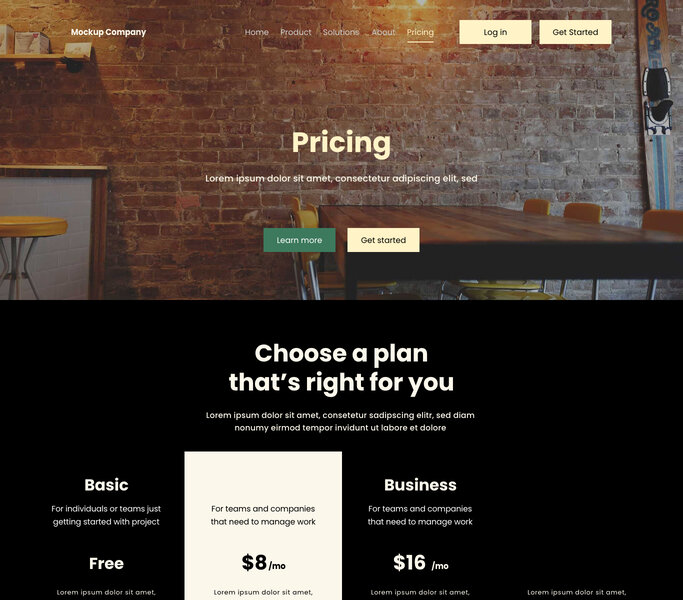 Mockup Company
Home Product Solutions About Pricing
Log in
Get Started
Pricing
Lorem ipsum dolor sit amet, consectetur adipiscing elit, sed
Learn more
Get started
Choose a plan
that's right for you
Lorem ipsum dolor sit amet, consetetur sadipscing elitr, sed diam
nonumy eirmod tempor invidunt ut labore et dolore
Basic
For individuals or teams just
getting started with project
Free
Lorem ipsum dolor sit amet,
For teams and companies
that need to manage work
$8/mo
Lorem ipsum dolor sit amet,
Business
For teams and companies
that need to manage work
$16 /mo
Lorem ipsum dolor sit amet,
Lorem ipsum dolor sit amet,